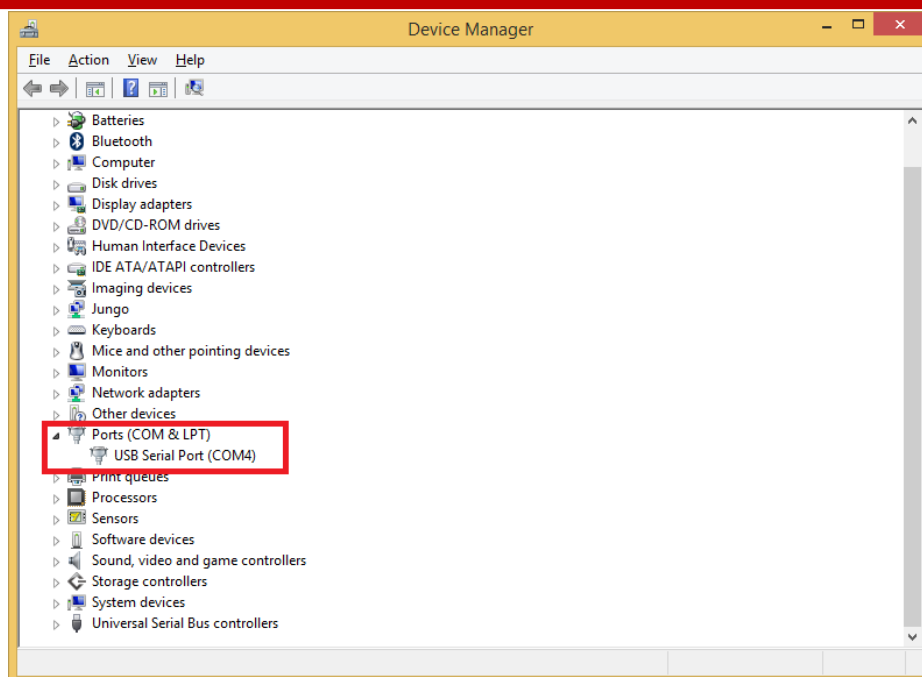 Device Manager
File Action View Help
Batteries
Bluetooth
Computer
Disk drives
Display adapters
DVD/CD-ROM drives
Human Interface Devices
IDE ATA/ATAPI controllers
Imaging devices
Jungo
Keyboards
Mice and other pointing devices
Monitors
Network adapters
Other devices
Ports (COM & LPT)
USB Serial Port (COM4)
Print queues
Processors
Sensors
Software devices
Sound, video and game controllers
Storage controllers
System devices
Universal Serial Bus controllers